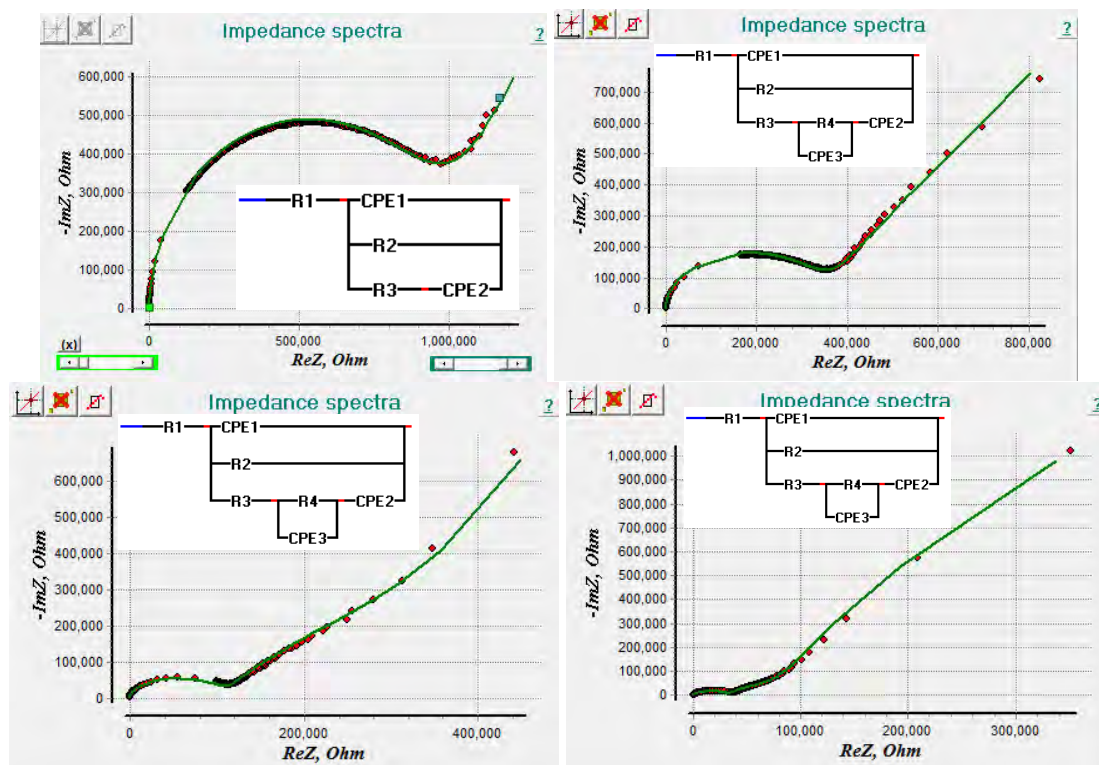 Impedance spectra
?
-ImZ, Ohm
600,000
500,000
400,000
300,000
200,000
100,000
0
R1
CPE1
R2
R3
CPE2
0
500,000
1,000,000
(x)
ReZ, Ohm
Impedance spectra
?
-ImZ, Ohm
700,000
600,000
500,000
400,000
300,000
200,000
100,000
0
R1
CPE1
R2
R3
R4
CPE2
CPE3
0
200,000
400,000
600,000
800,000
ReZ, Ohm
Impedance spectra
?
-ImZ, Ohm
600,000
500,000
400,000
300,000
200,000
100,000
0
R1
CPE1
R2
R3
R4
CPE2
CPE3
0
200,000
400,000
ReZ, Ohm
Impedance spectra
?
-ImZ, Ohm
1,000,000
900,000
800,000
700,000
600,000
500,000
400,000
300,000
200,000
100,000
0
R1
CPE1
R2
R3
R4
CPE2
CPE3
0
100,000
200,000
300,000
ReZ, Ohm